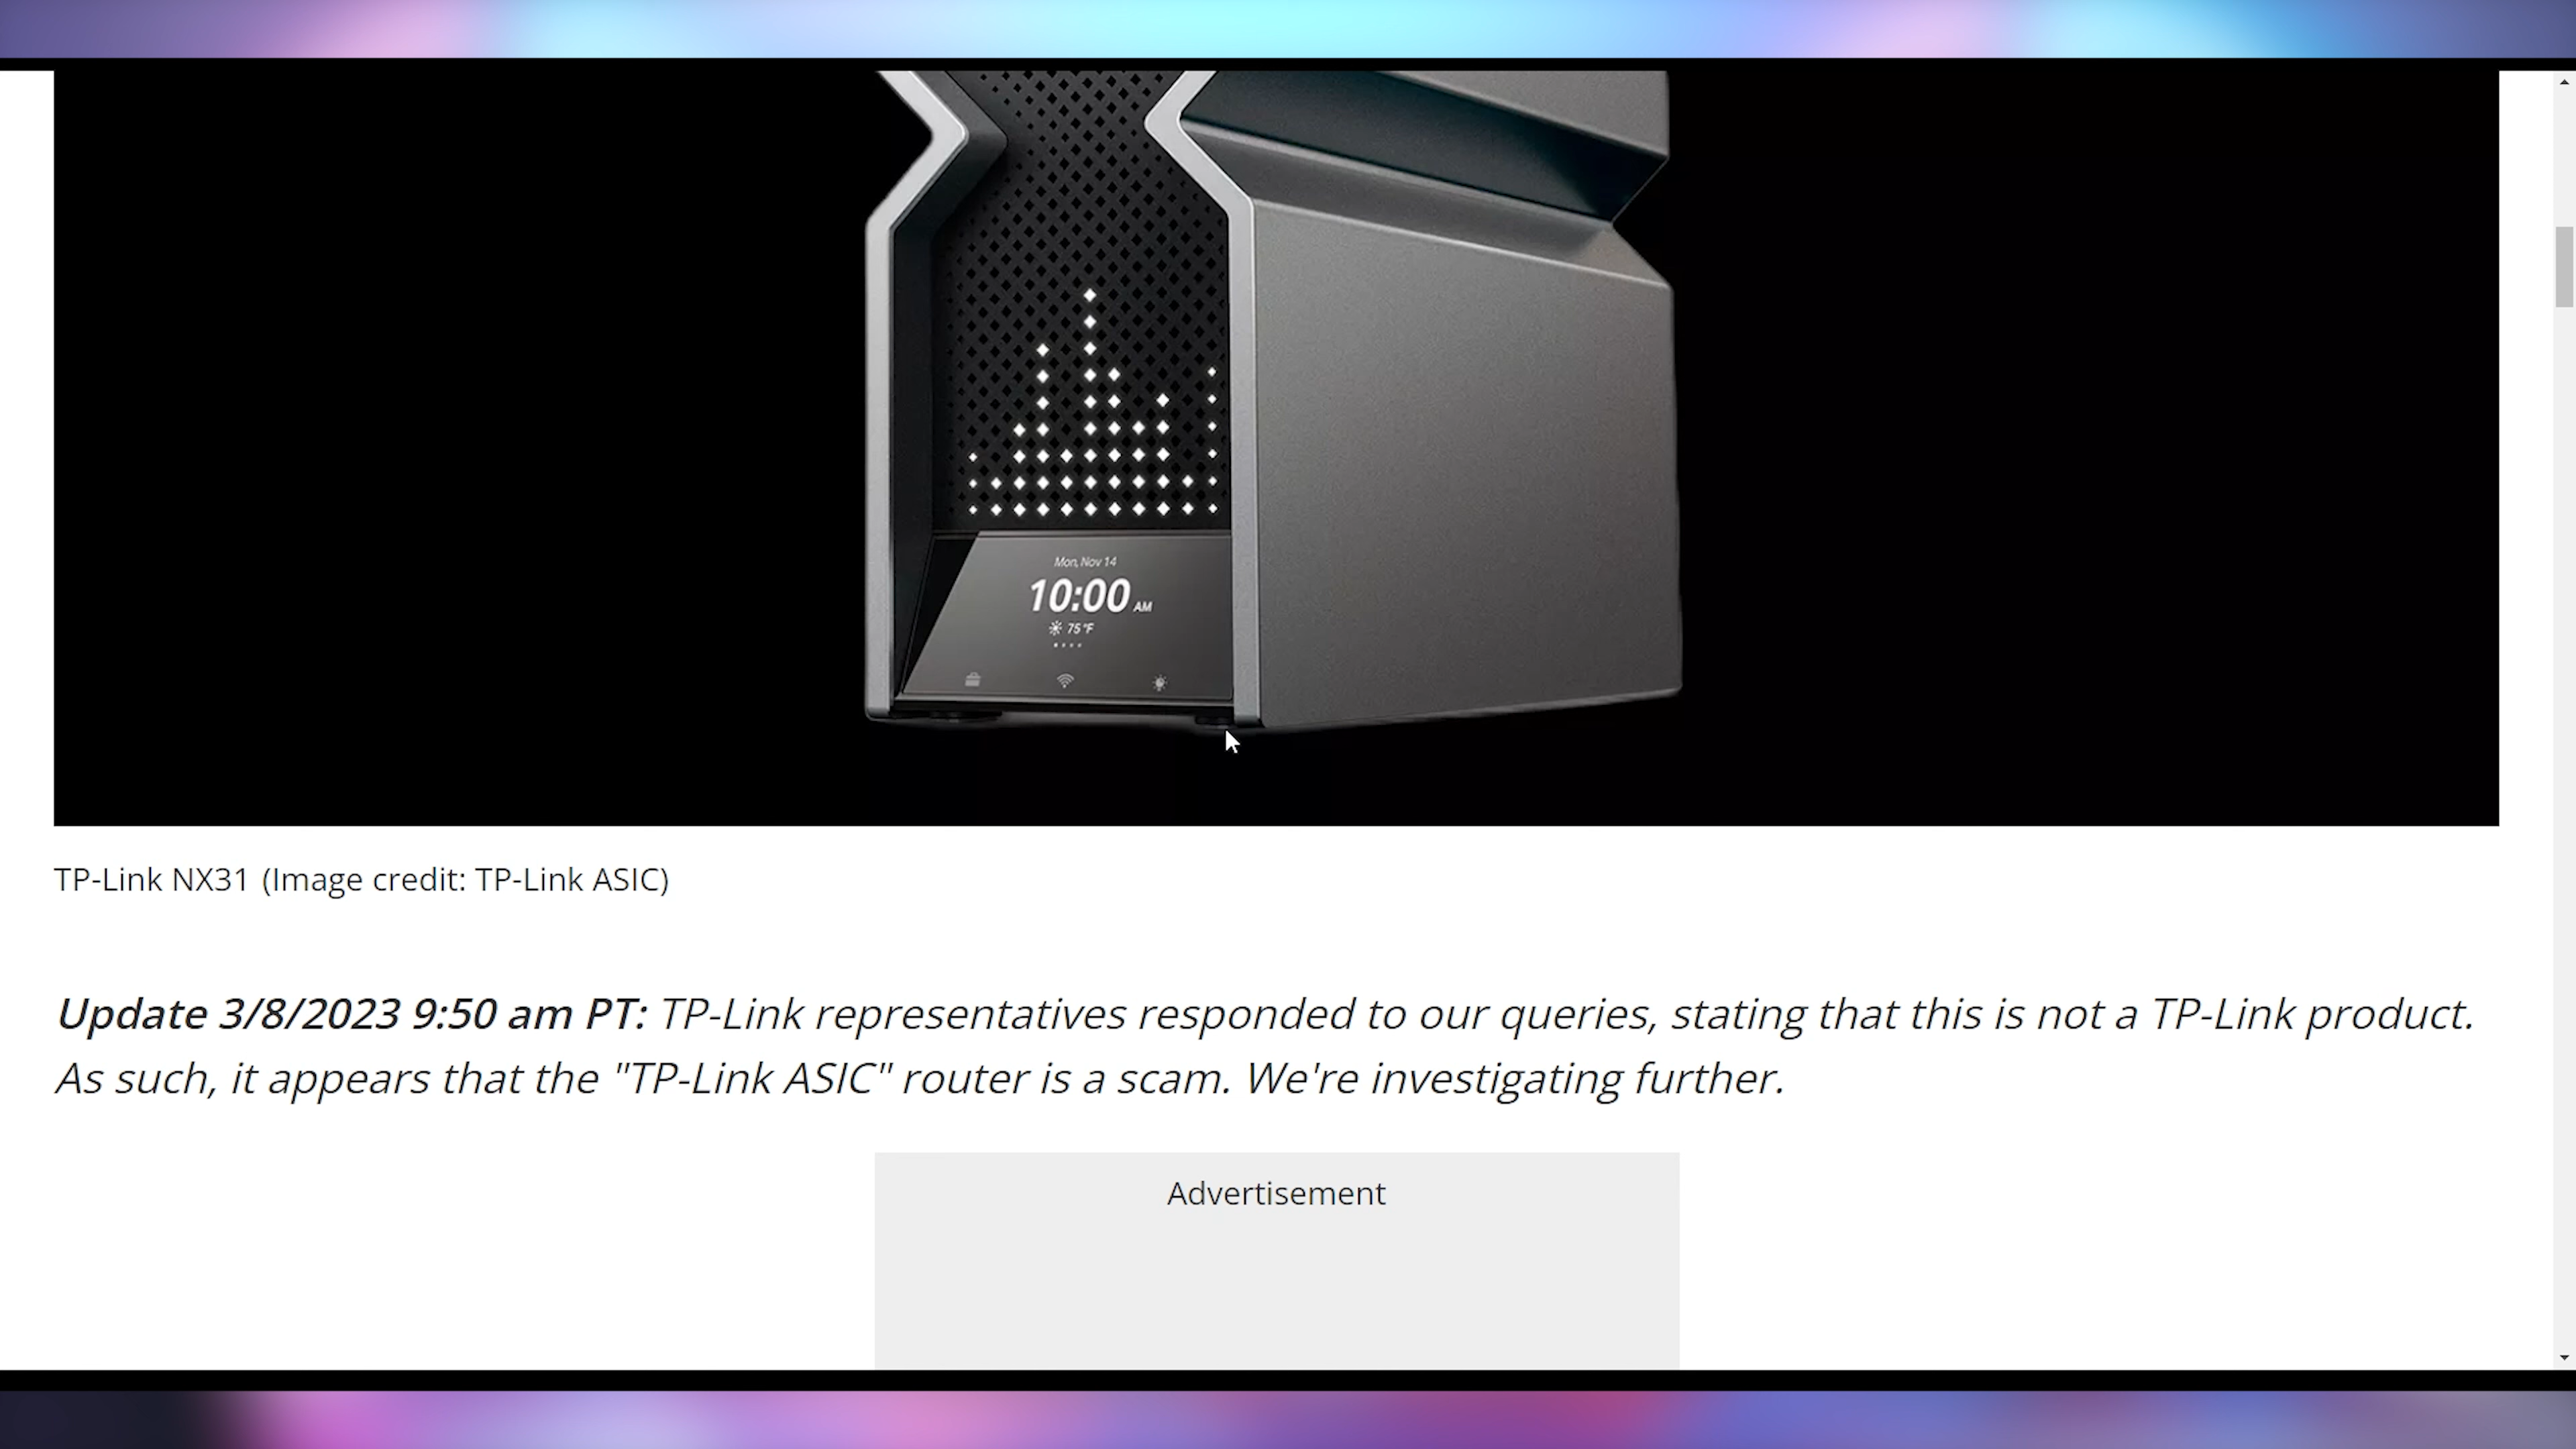 Mon, Nov 14
10:00 AM
75°F
TP-Link NX31 (Image credit: TP-Link ASIC)
Update 3/8/2023 9:50 am PT: TP-Link representatives responded to our queries, stating that this is not a TP-Link product.
As such, it appears that the "TP-Link ASIC" router is a scam. We're investigating further.
Advertisement